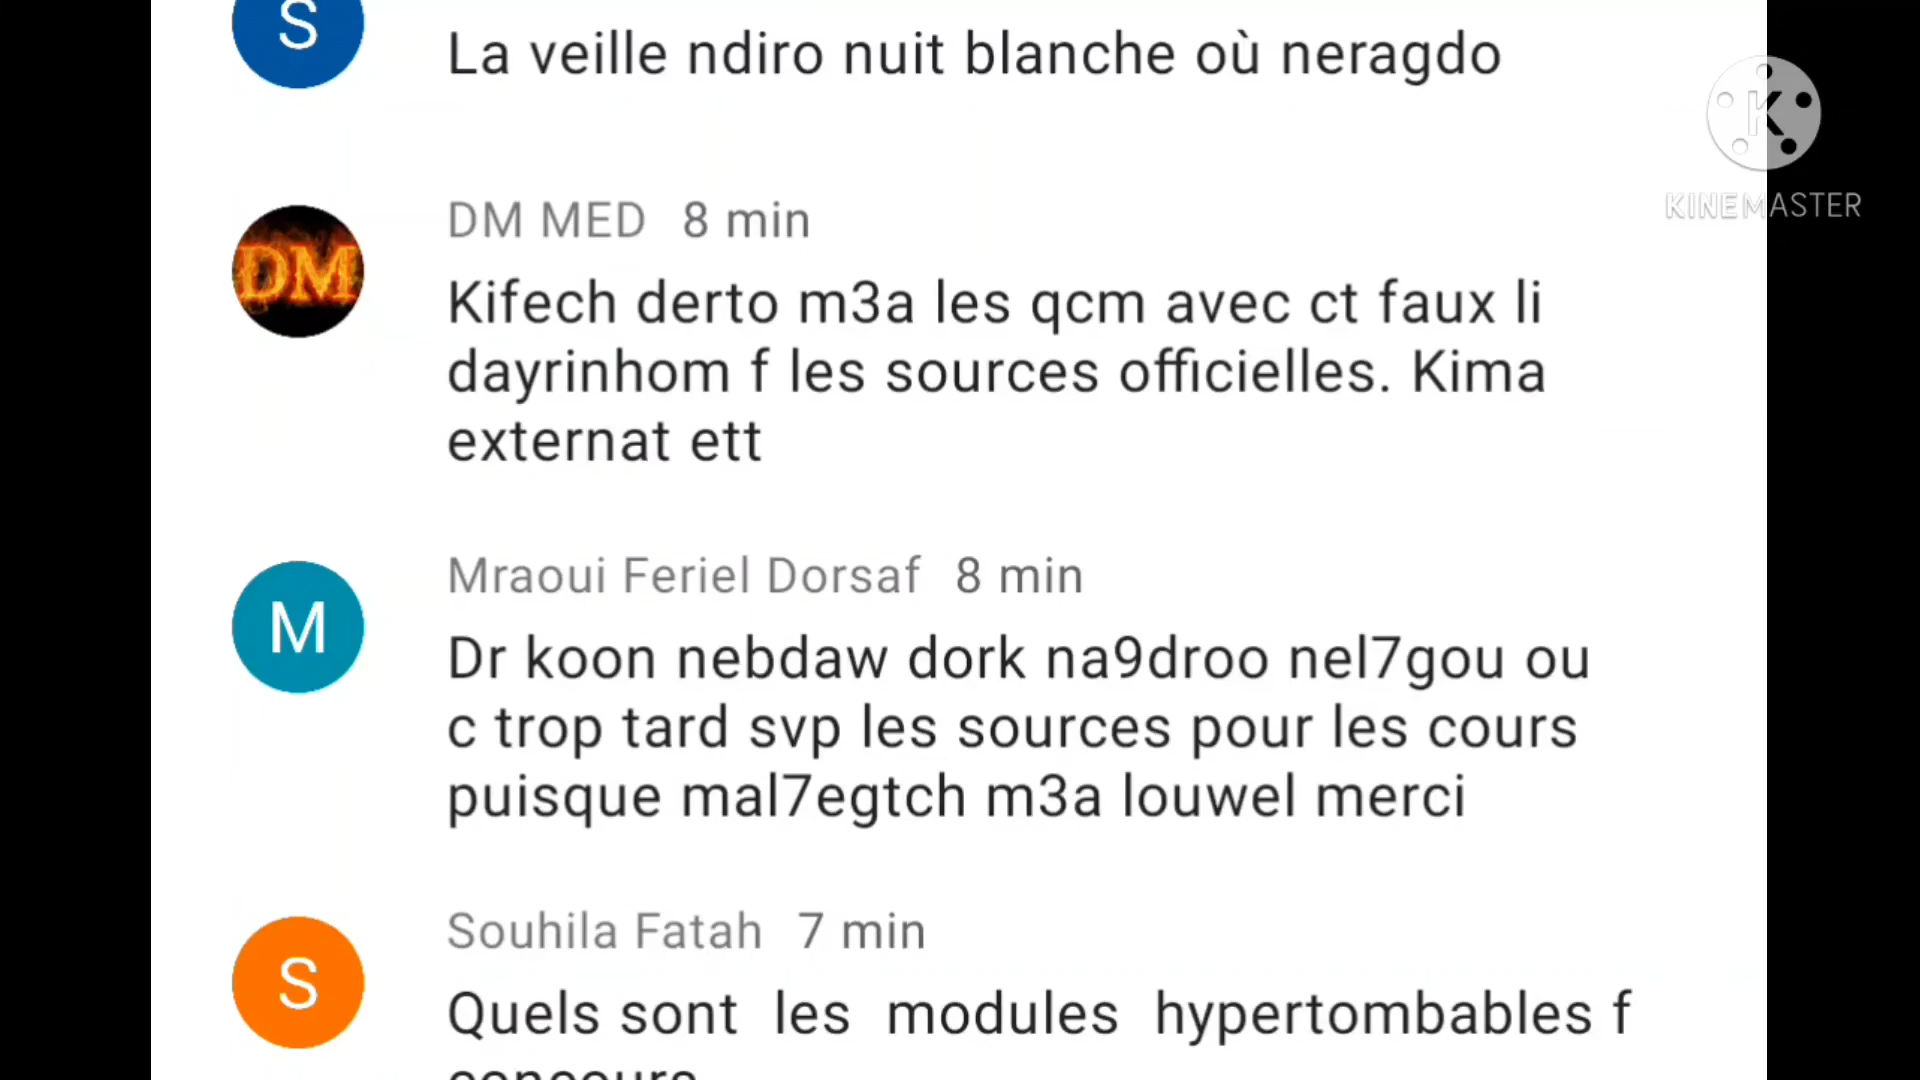 S
La veille ndiro nuit blanche où neragdo
K
KINEMASTER
DM MED 8 min
DM
Kifech derto m3a les qcm avec ct faux li
dayrinhom f les sources officielles. Kima
externat ett
Mraoui Feriel Dorsaf 8 min
M
Dr koon nebdaw dork na9droo nel7gou ou
c trop tard svp les sources pour les cours
puisque mal7egtch m3a louwel merci
Souhila Fatah 7 min
S
Quels sont les modules hypertombables f
concours